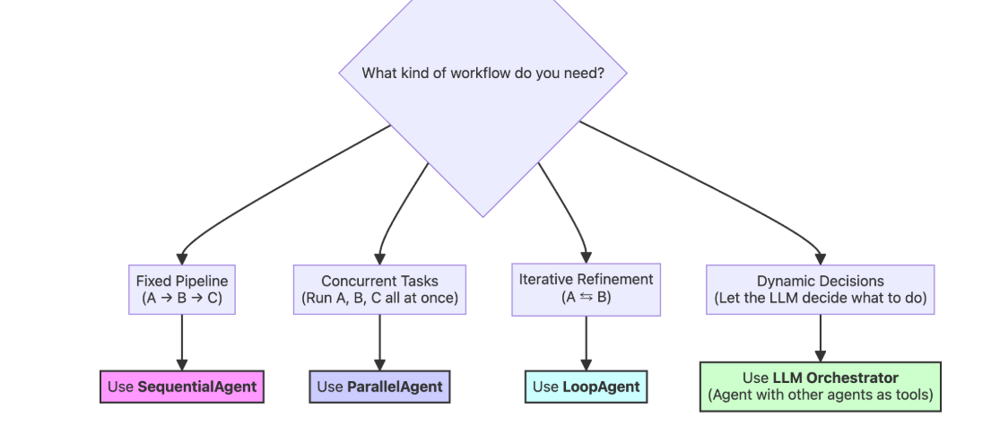 What kind of workflow do you need?
Fixed Pipeline
(A → B → C)
Concurrent Tasks
(Run A, B, C all at once)
Iterative Refinement
(A ⇆ B)
Dynamic Decisions
(Let the LLM decide what to do)
Use SequentialAgent
Use ParallelAgent
Use LoopAgent
Use LLM Orchestrator
(Agent with other agents as tools)